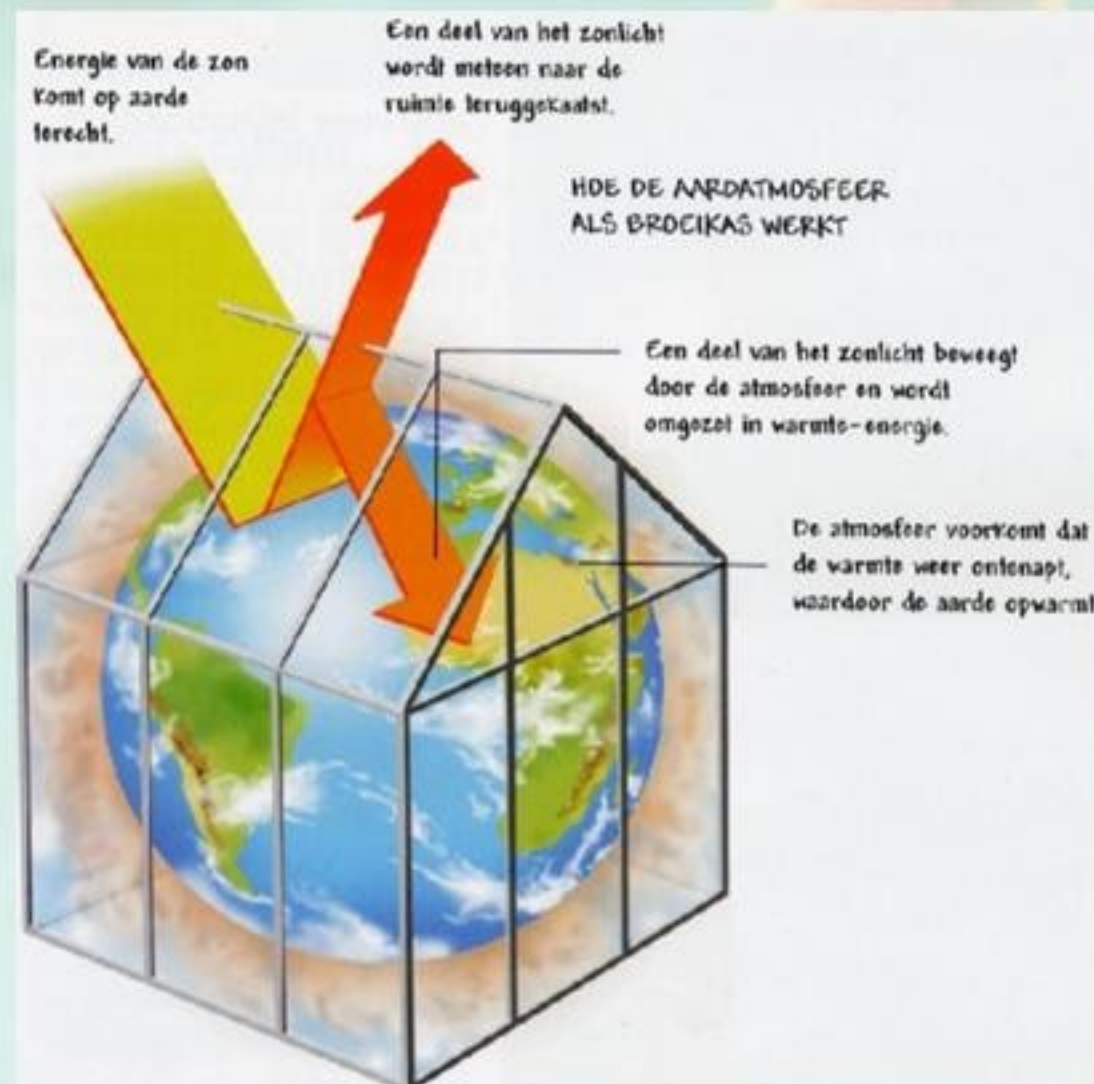 Energie van de zon
komt op aarde
terecht.
Een deel van het zonlicht
wordt meteen naar de
ruimte teruggekaatst.
HOE DE AARDATMOSFEER
ALS BROEIKAS WERKT
Een deel van het zonlicht beweegt
door de atmosfeer en wordt
omgezet in warmte-energie.
De atmosfeer voorkomt dat
de warmte weer ontsnapt,
waardoor de aarde opwarmt